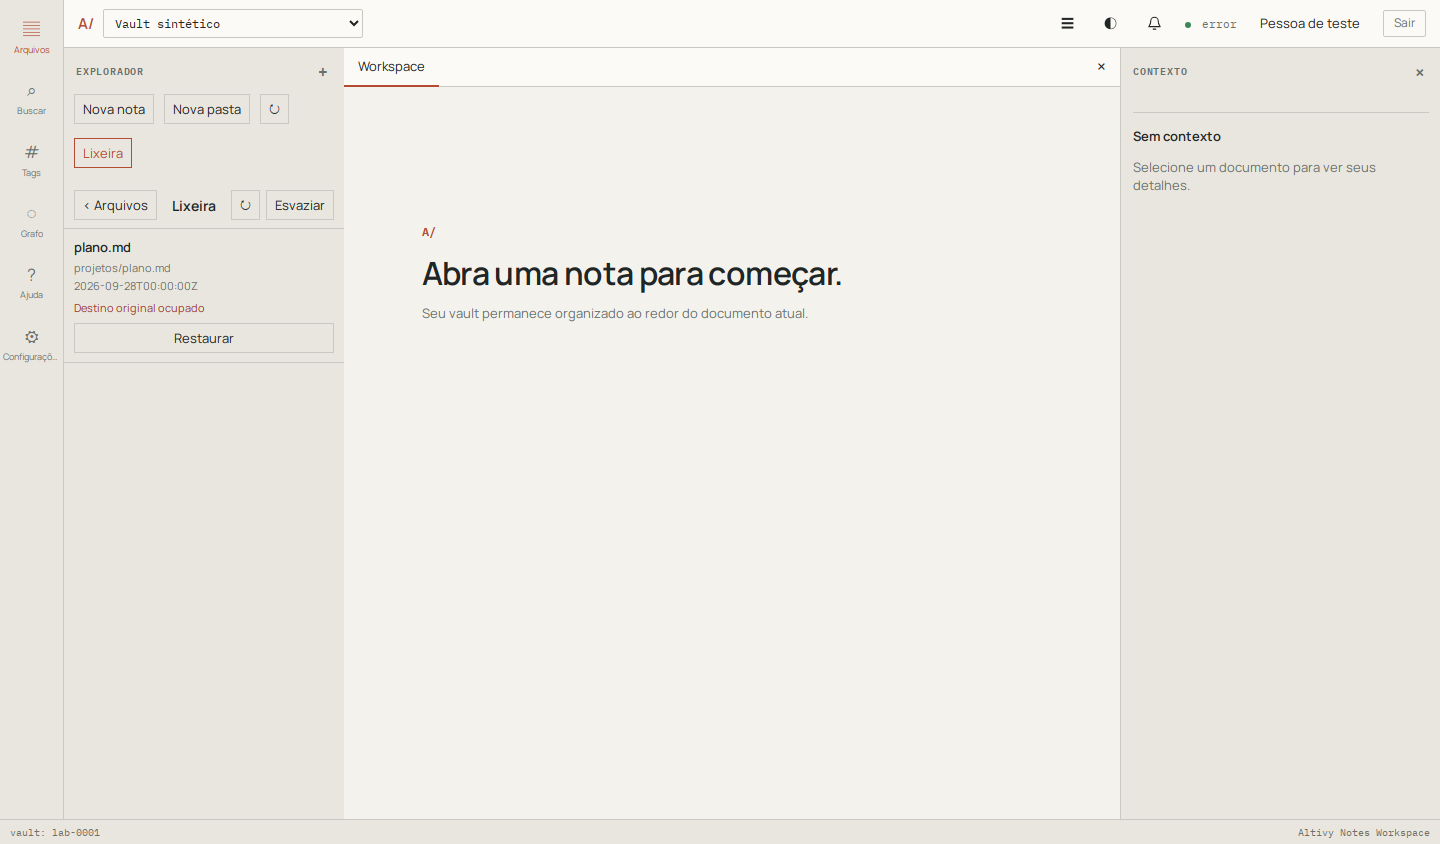 Arquivos
Buscar
Tags
Grafo
Ajuda
Configuraçõ…
A/ Vault sintético error Pessoa de teste Sair
EXPLORADOR +
Nova nota Nova pasta
Lixeira
‹ Arquivos Lixeira Esvaziar
plano.md
projetos/plano.md
2026-09-28T00:00:00Z
Destino original ocupado
Restaurar
Workspace ×
A/
Abra uma nota para começar.
Seu vault permanece organizado ao redor do documento atual.
CONTEXTO ×
Sem contexto
Selecione um documento para ver seus
detalhes.
vault: lab-0001 Altivy Notes Workspace